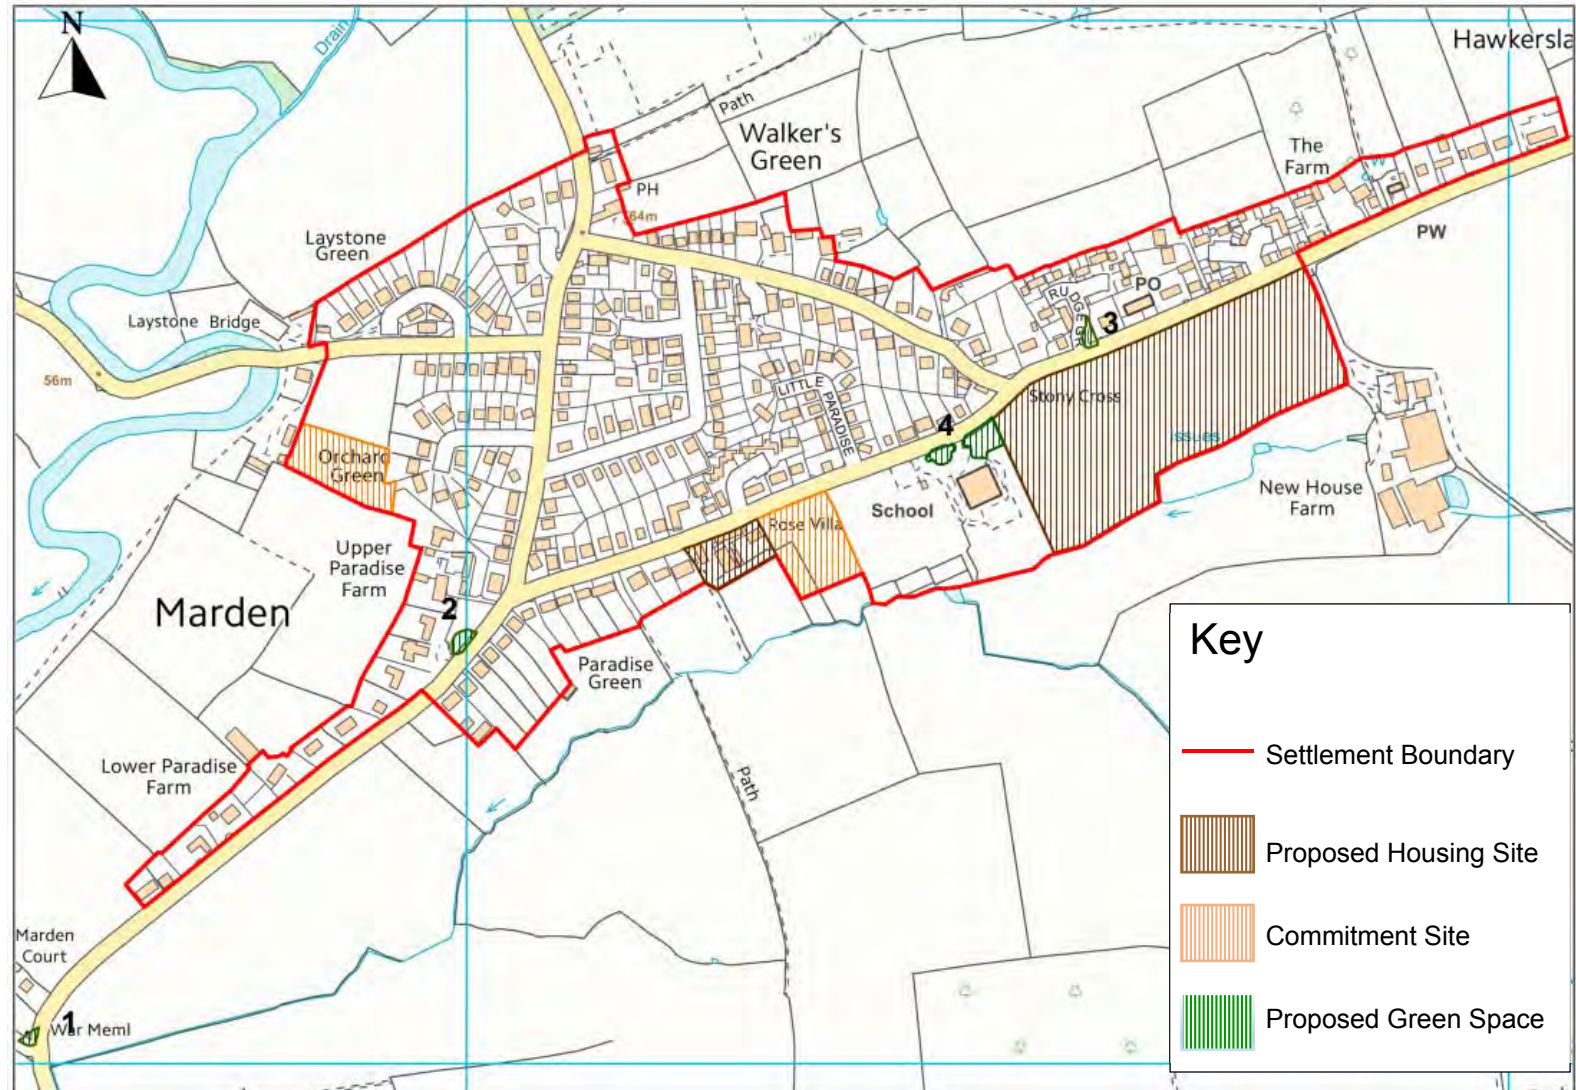 N
Drain
Path
Walker's
Green
Hawkersla
The
Farm
W
PH
64m
PW
Laystone
Green
PO
RUDGE GR
3
Laystone Bridge
56m
LITTLE
PARADISE
Stony Cross
4
issues
Orchard
Green
New House
Farm
School
Rose Villa
Upper
Paradise
Farm
Marden
2
Paradise
Green
Lower Paradise
Farm
Path
Marden
Court
1
War Meml
Key
Settlement Boundary
Proposed Housing Site
Commitment Site
Proposed Green Space